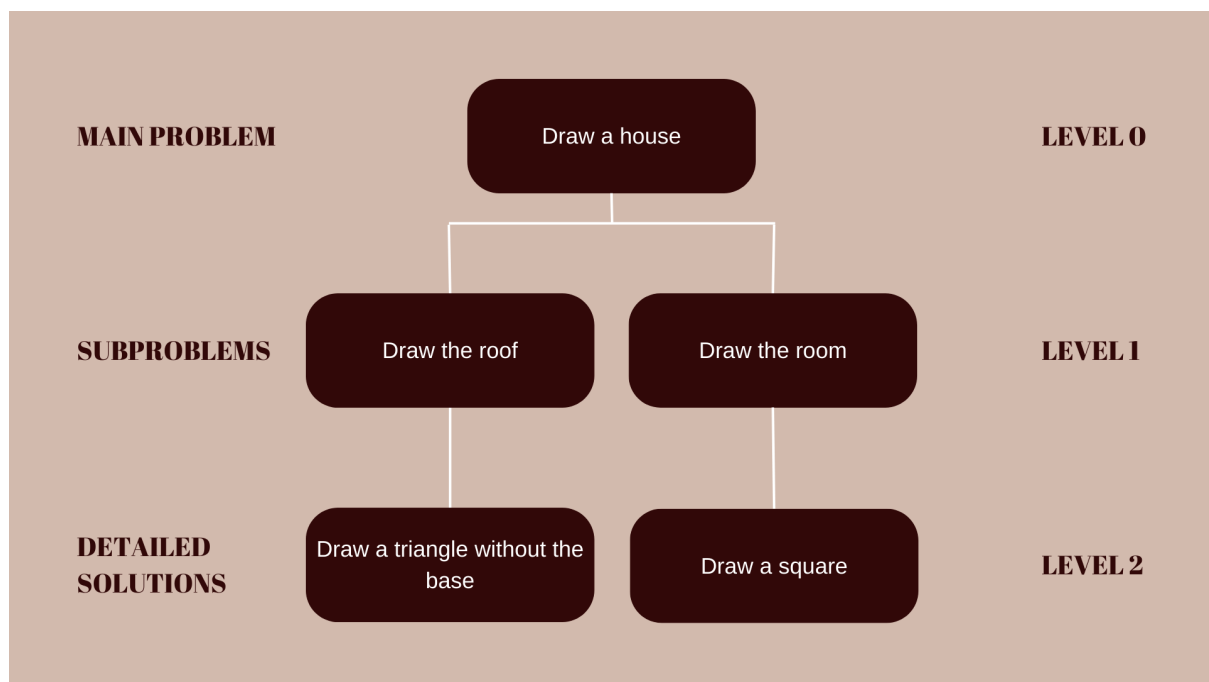 MAIN PROBLEM
Draw a house
LEVEL 0
SUBPROBLEMS
Draw the roof
Draw the room
LEVEL 1
DETAILED
SOLUTIONS
Draw a triangle without the
base
Draw a square
LEVEL 2